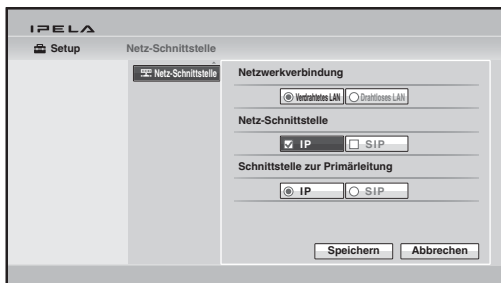 IPELA
Setup Netz-Schnittstelle
Netz-Schnittstelle
Netzwerkverbindung
Verdrahtetes LAN Drahtloses LAN
Netz-Schnittstelle
IP SIP
Schnittstelle zur Primärleitung
IP SIP
Speichern Abbrechen